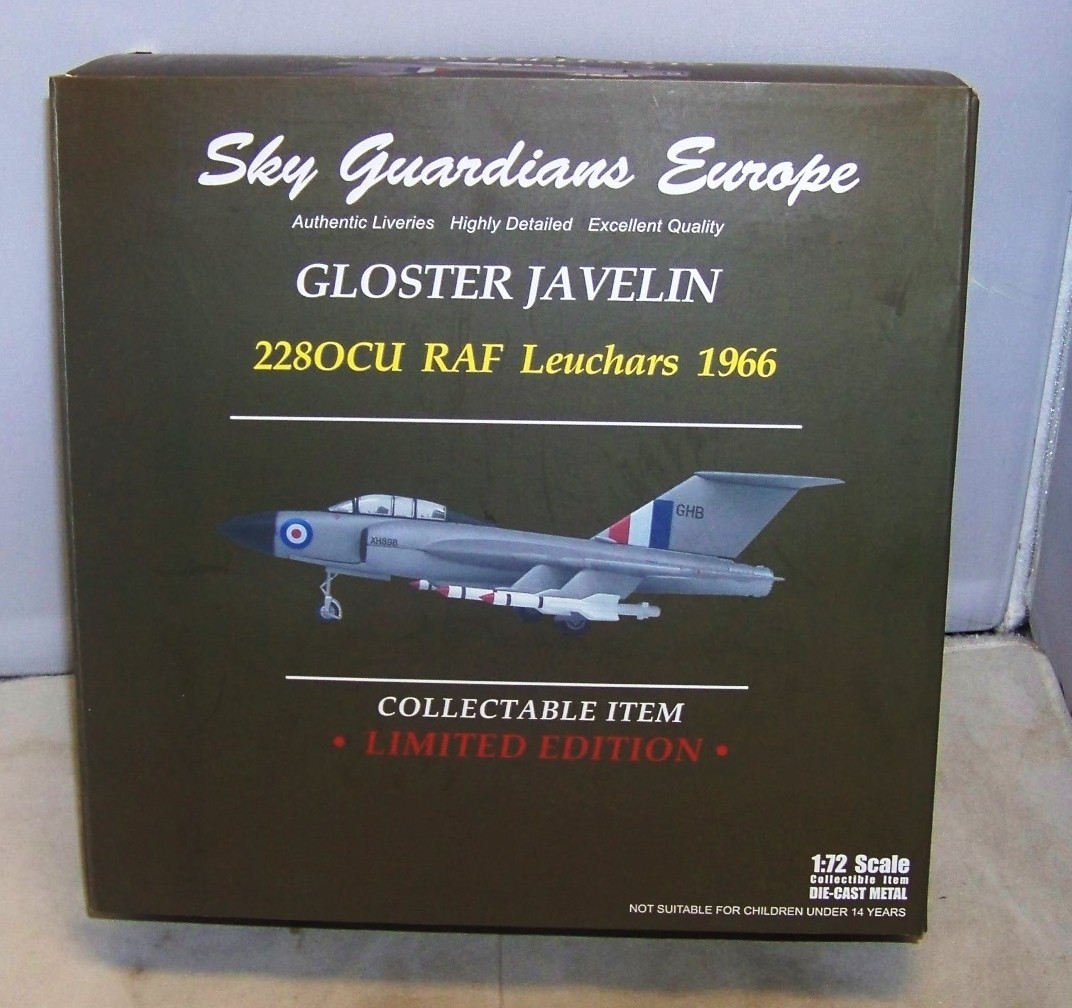 Sky Guardians Europe
Authentic Liveries Highly Detailed Excellent Quality
GLOSTER JAVELIN
228OCU RAF Leuchars 1966
GHB
COLLECTABLE ITEM
• LIMITED EDITION •
1:72 Scale
Collectible Item
DIE-CAST METAL
NOT SUITABLE FOR CHILDREN UNDER 14 YEARS